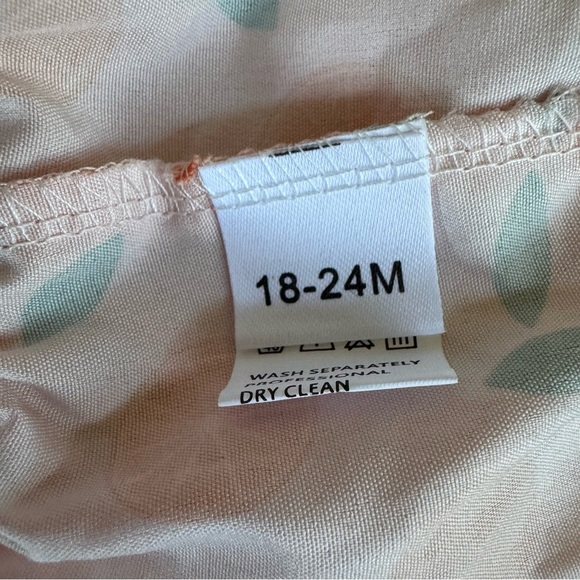 18-24M
WASH SEPARATELY
PROFESSIONAL
DRY CLEAN